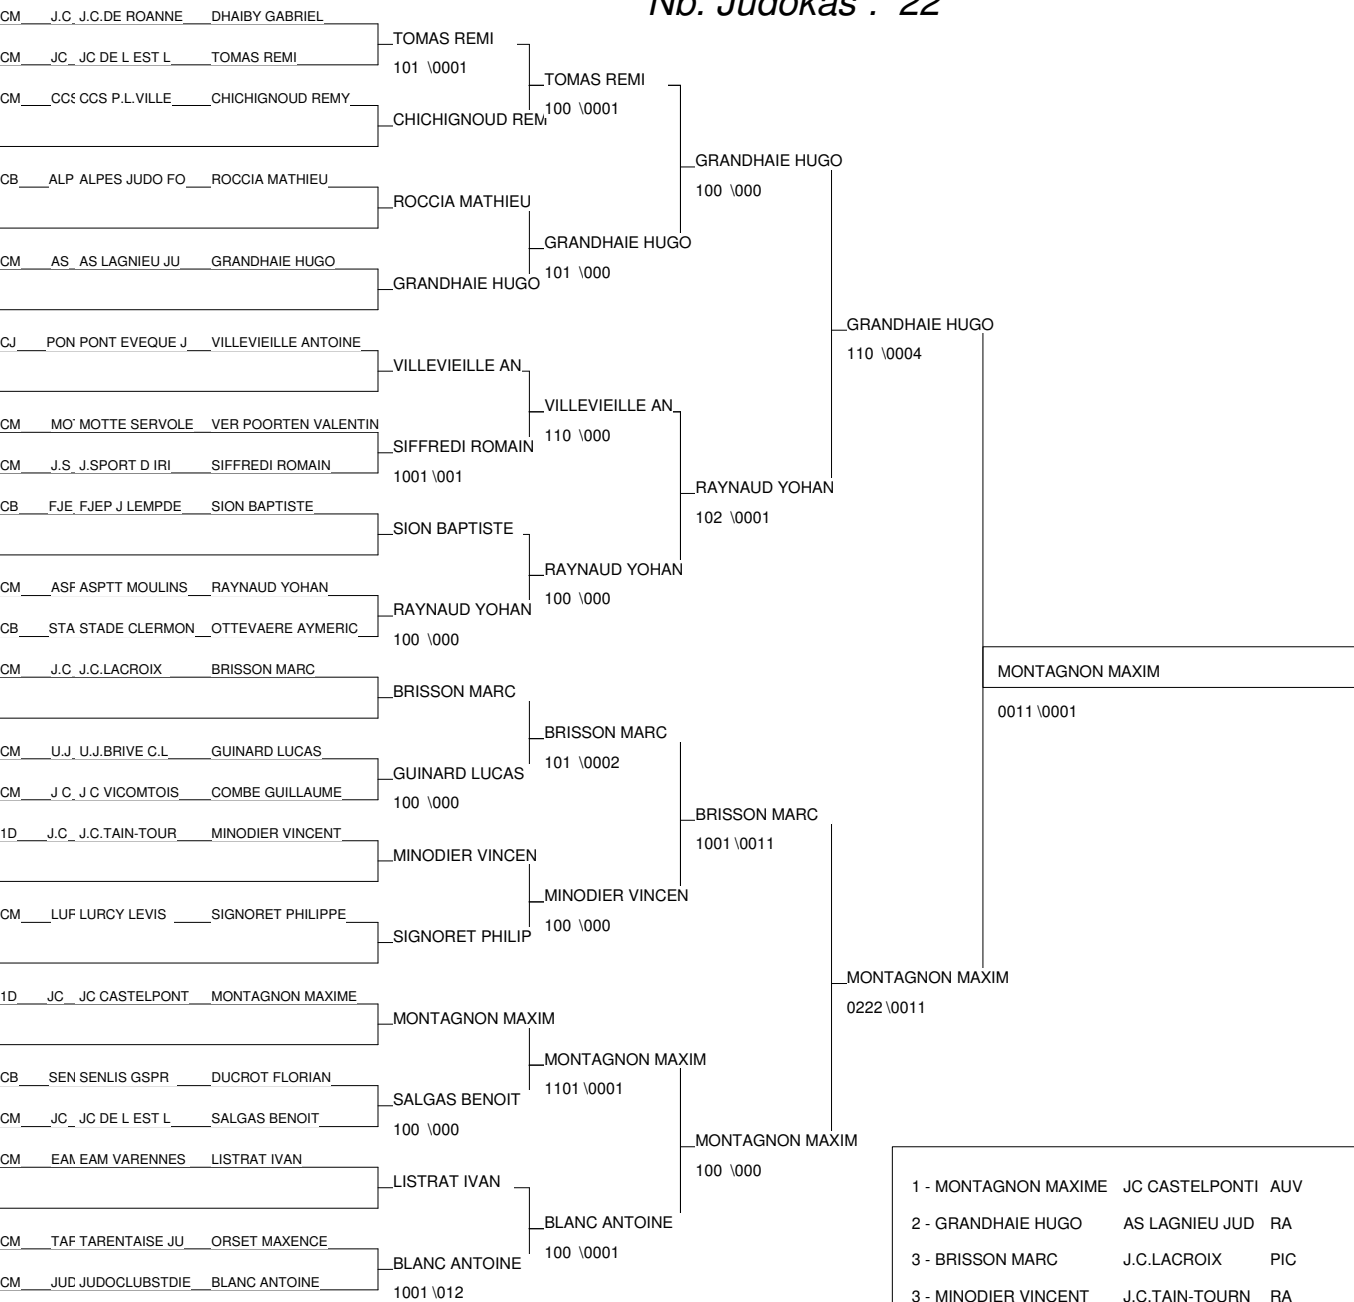 Nb. Judokas : 22
CM J.C J.C.DE ROANNE DHAIBY GABRIEL
TOMAS REMI
CM JC JC DE L EST L TOMAS REMI
101 \0001
TOMAS REMI
CM CCS CCS P.L.VILLE CHICHIGNOUD REMY
100 \0001
CHICHIGNOUD REM
GRANDHAIE HUGO
CB ALP ALPES JUDO FO ROCCIA MATHIEU
100 \000
ROCCIA MATHIEU
GRANDHAIE HUGO
CM AS AS LAGNIEU JU GRANDHAIE HUGO
101 \000
GRANDHAIE HUGO
GRANDHAIE HUGO
CJ PON PONT EVEQUE J VILLEVIEILLE ANTOINE
110 \0004
VILLEVIEILLE AN
VILLEVIEILLE AN
CM MO MOTTE SERVOLE VER POORTEN VALENTIN
110 \000
SIFFREDI ROMAIN
CM J.S J.SPORT D IRI SIFFREDI ROMAIN
1001 \001
RAYNAUD YOHAN
CB FJE FJEP J LEMPDE SION BAPTISTE
102 \0001
SION BAPTISTE
RAYNAUD YOHAN
CM ASP ASPTT MOULINS RAYNAUD YOHAN
100 \000
RAYNAUD YOHAN
CB STA STADE CLERMON OTTEVAERE AYMERIC
100 \000
CM J.C J.C.LACROIX BRISSON MARC
MONTAGNON MAXIM
BRISSON MARC
0011 \0001
BRISSON MARC
CM U.J U.J.BRIVE C.L GUINARD LUCAS
101 \0002
GUINARD LUCAS
CM J C J C VICOMTOIS COMBE GUILLAUME
100 \000
BRISSON MARC
1D J.C J.C.TAIN-TOUR MINODIER VINCENT
1001 \0011
MINODIER VINCEN
MINODIER VINCEN
CM LUR LURCY LEVIS SIGNORET PHILIPPE
100 \000
SIGNORET PHILIP
MONTAGNON MAXIM
1D JC JC CASTELPONT MONTAGNON MAXIME
0222 \0011
MONTAGNON MAXIM
MONTAGNON MAXIM
CB SEN SENLIS GSPR DUCROT FLORIAN
1101 \0001
SALGAS BENOIT
CM JC JC DE L EST L SALGAS BENOIT
100 \000
MONTAGNON MAXIM
CM EAM EAM VARENNES LISTRAT IVAN
100 \000
LISTRAT IVAN
1 - MONTAGNON MAXIME JC CASTELPONTI AUV
BLANC ANTOINE
2 - GRANDHAIE HUGO AS LAGNIEU JUD RA
CM TAR TARENTAISE JU ORSET MAXENCE
100 \0001
BLANC ANTOINE
3 - BRISSON MARC J.C.LACROIX PIC
CM JUD JUDOCLUBSTDIE BLANC ANTOINE
1001 \012
3 - MINODIER VINCENT J.C.TAIN-TOURN RA